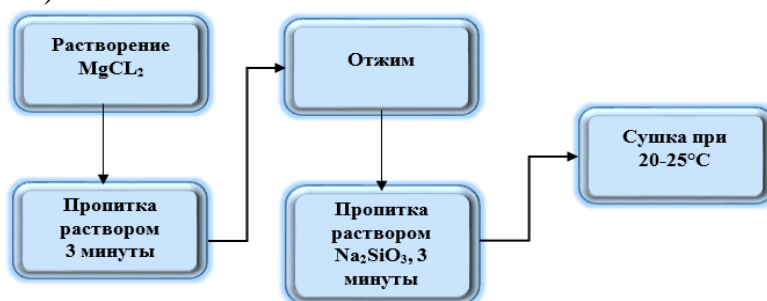 Растворение
MgCL₂
Пропитка
раствором
3 минуты
Отжим
Пропитка
раствором
Na₂SiO₃, 3
минуты
Сушка при
20-25°C